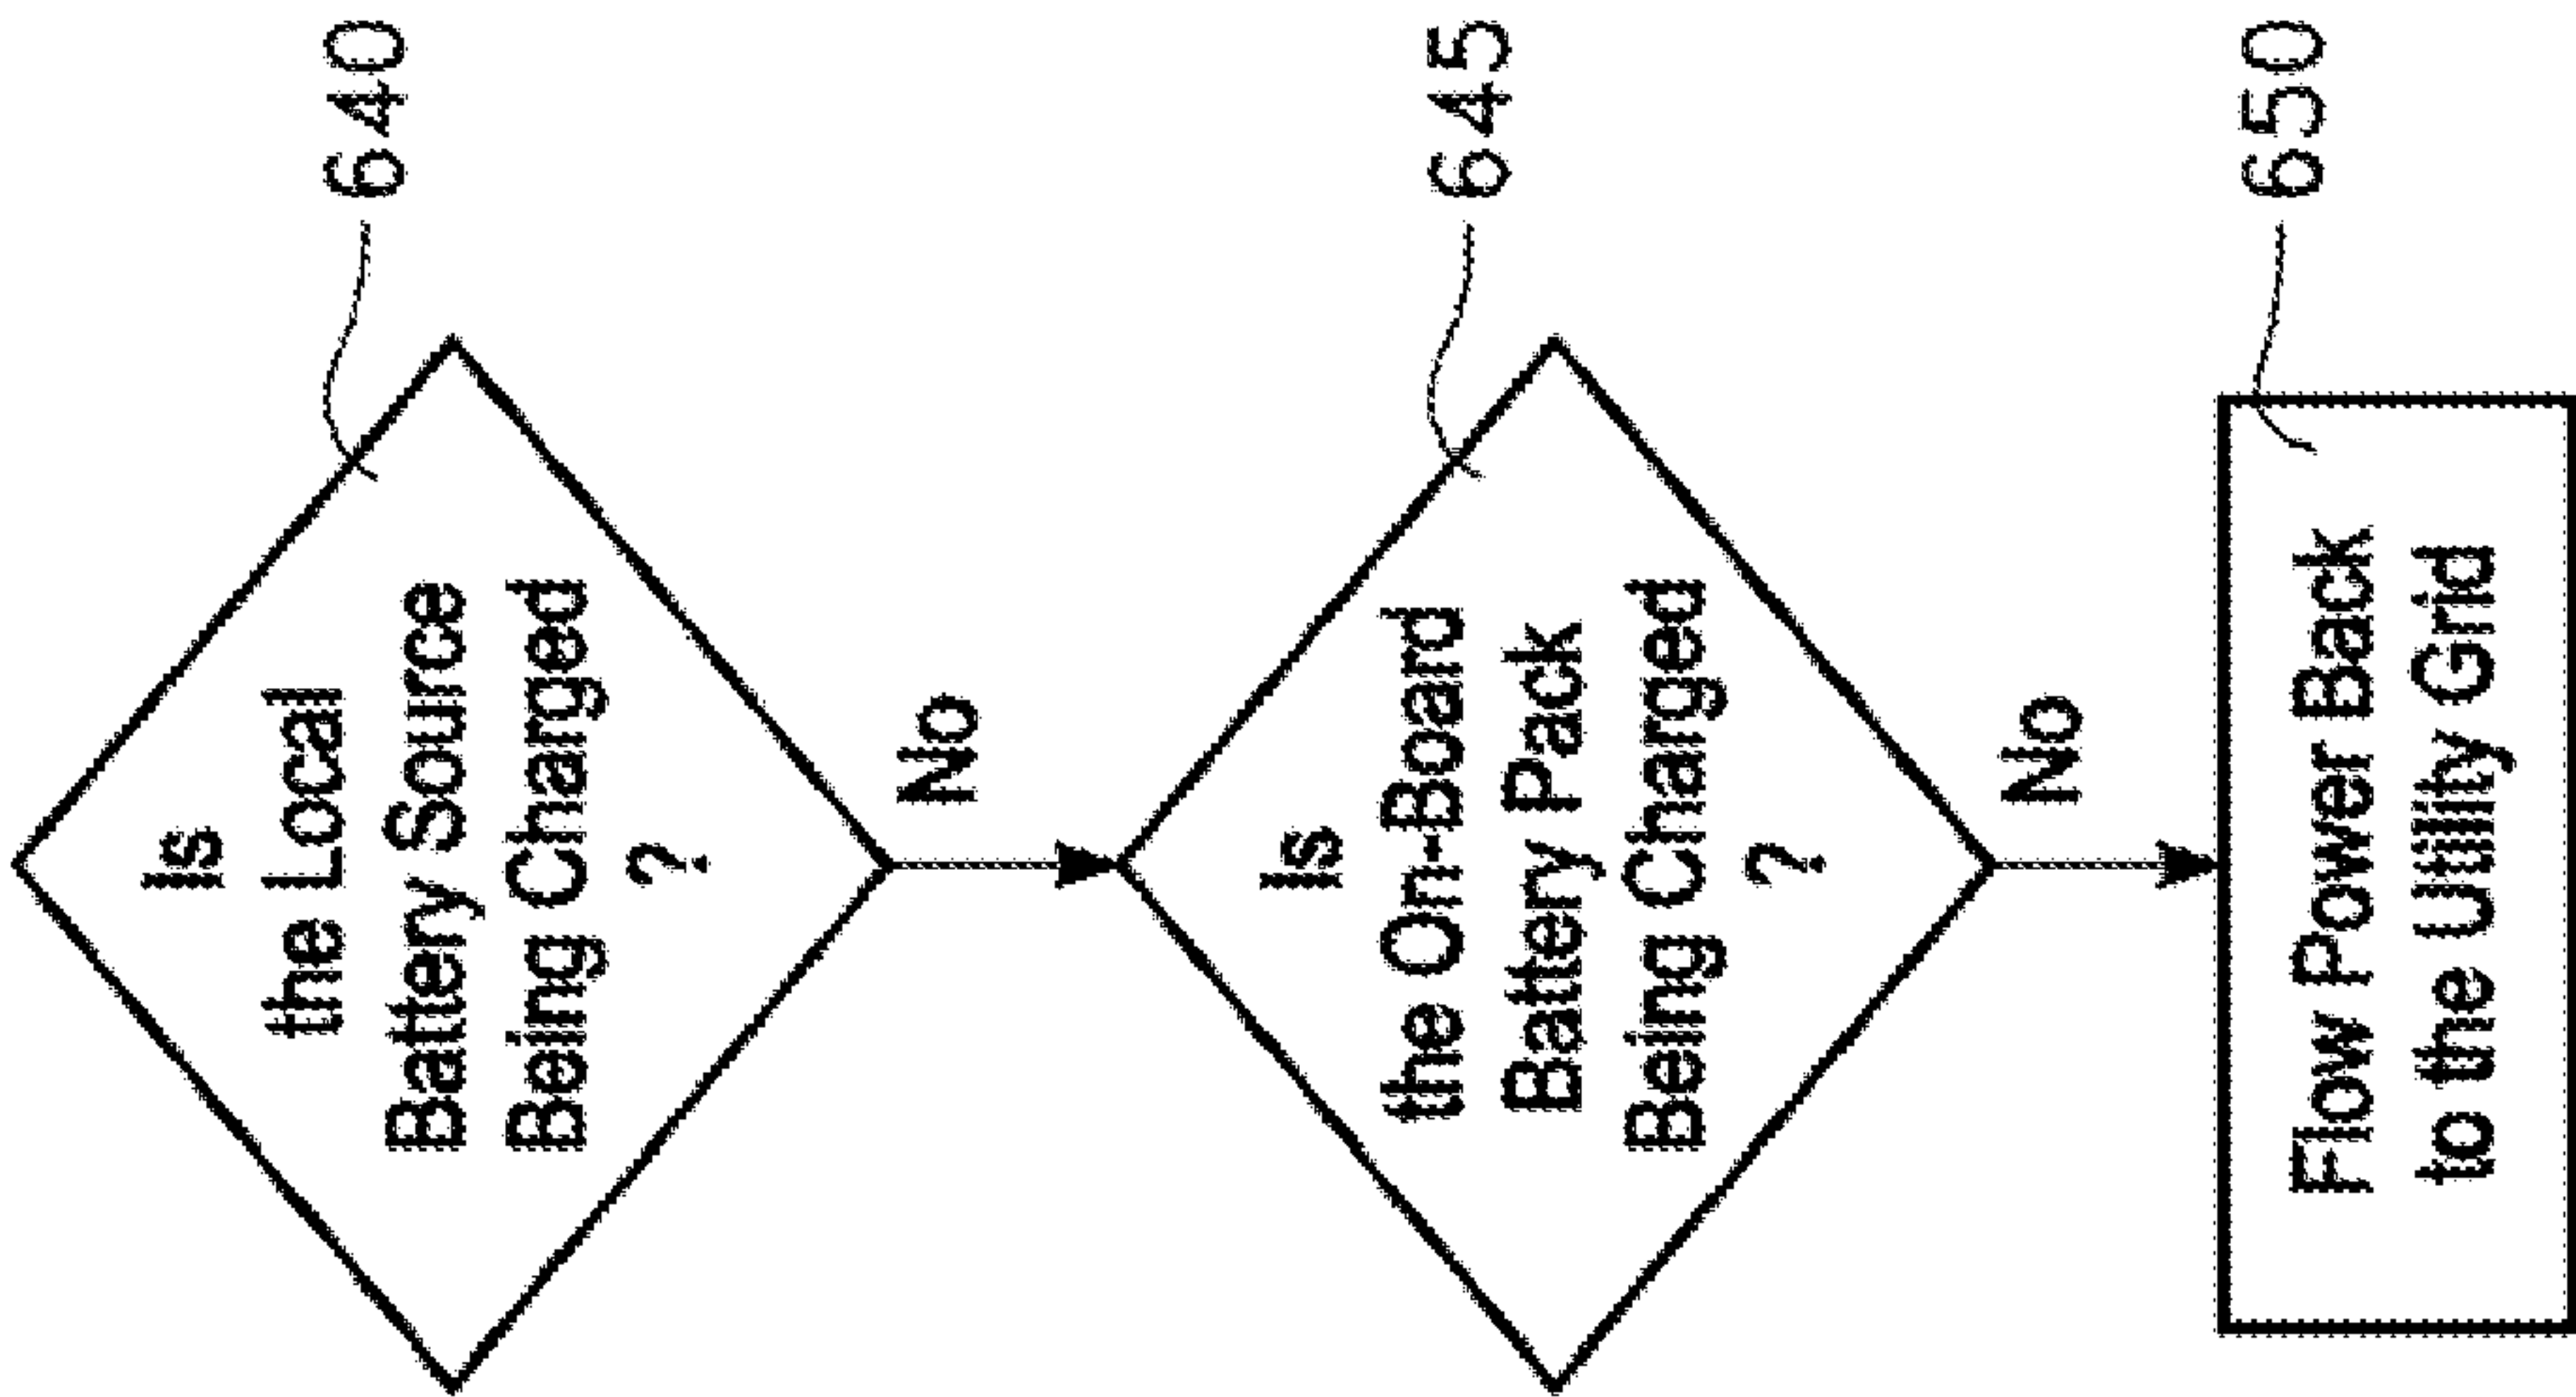 Is
the Local
Battery Source
Being Charged
?
640
No
Is
the On-Board
Battery Pack
Being Charged
?
645
No
Flow Power Back
to the Utility Grid
650